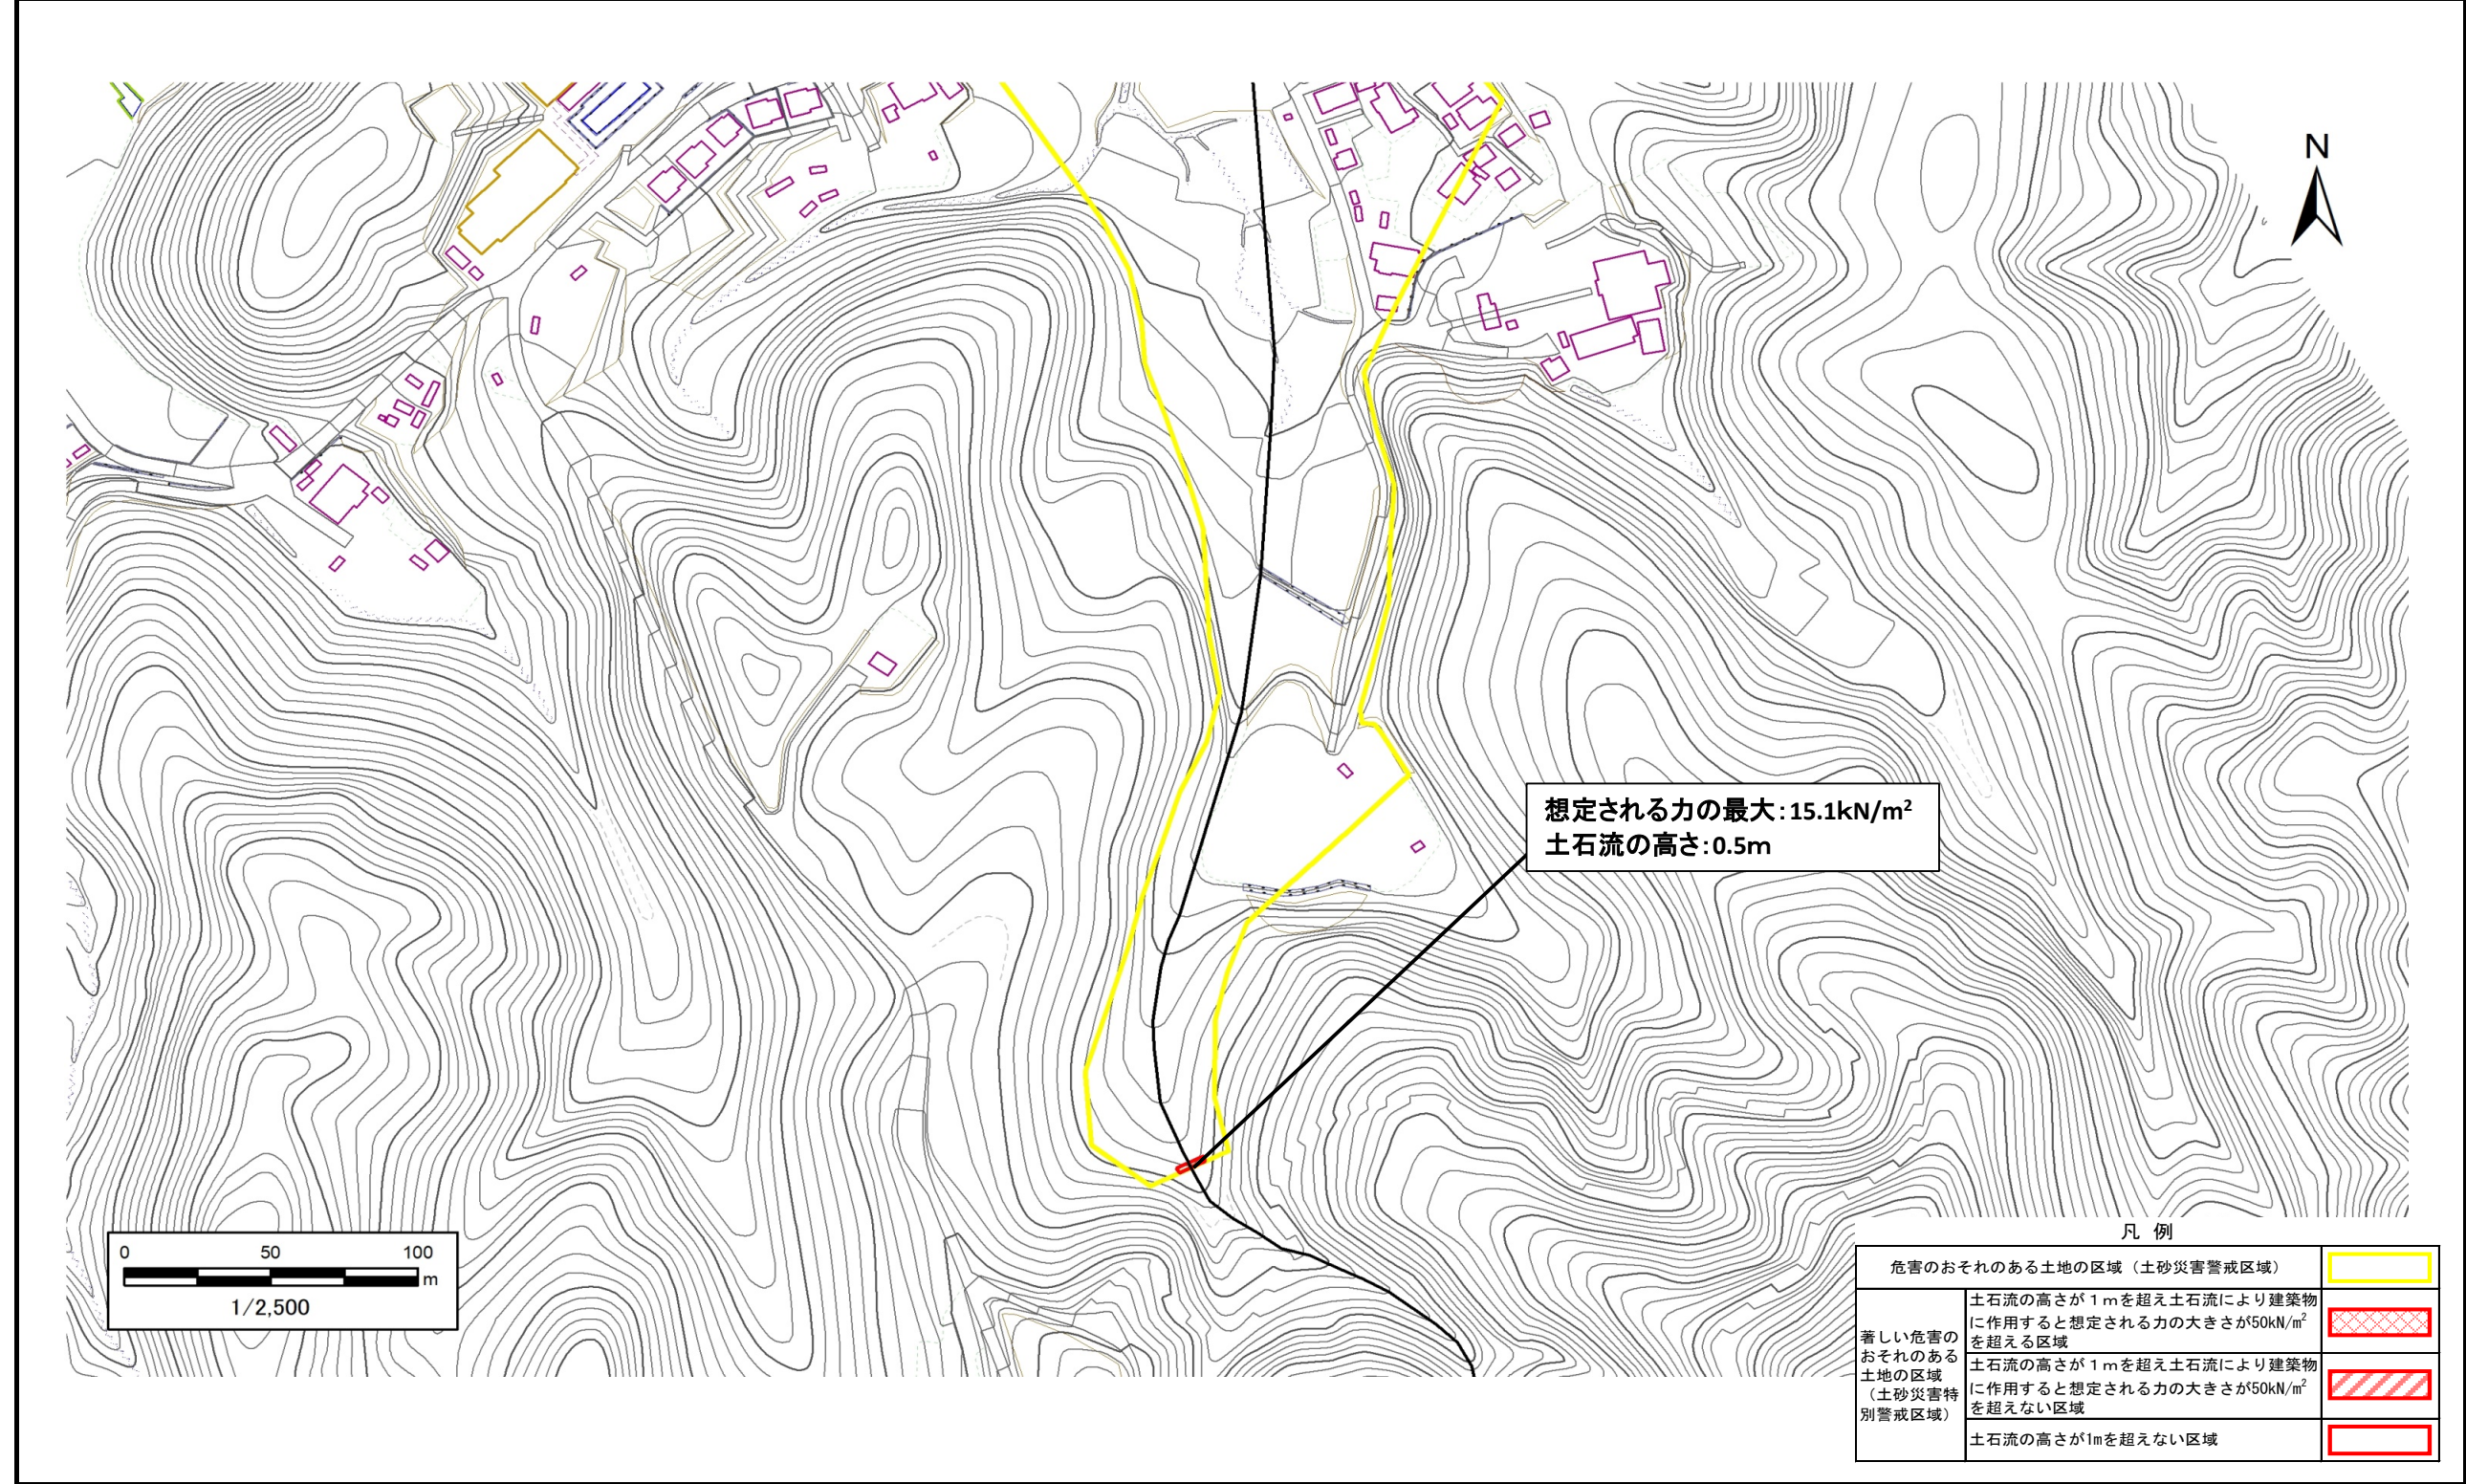 N
想定される力の最大：15.1kN/m²
土石流の高さ：0.5m
0 50 100
m
1/2,500
凡 例
危害のおそれのある土地の区域（土砂災害警戒区域）
著しい危害の
おそれのある
土地の区域
（土砂災害特
別警戒区域）
土石流の高さが１ｍを超え土石流により建築物
に作用すると想定される力の大きさが50kN/m²
を超える区域
土石流の高さが１ｍを超え土石流により建築物
に作用すると想定される力の大きさが50kN/m²
を超えない区域
土石流の高さが1mを超えない区域